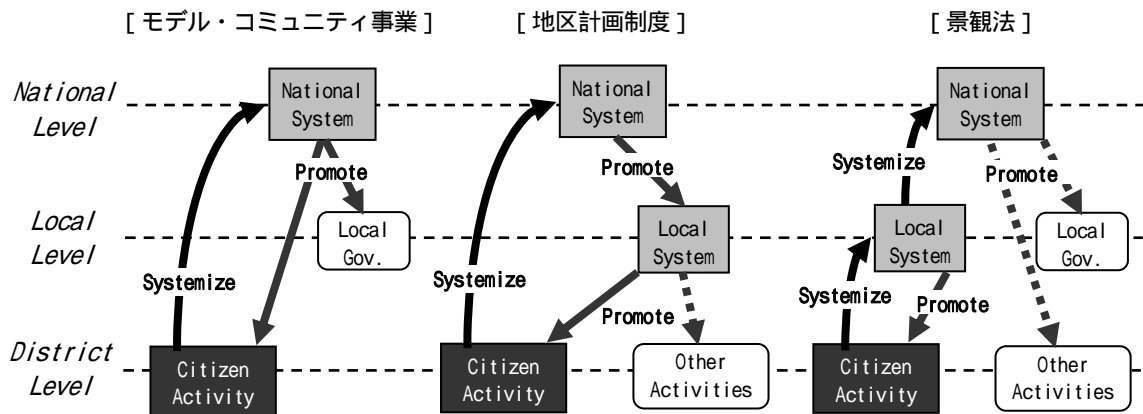 [ モデル・コミュニティ事業 ]
[ 地区計画制度 ]
[ 景観法 ]
National
Level
Local
Level
District
Level
National
System
Promote
Local
Gov.
Systemize
Citizen
Activity
National
System
Promote
Local
System
Systemize
Promote
Citizen
Activity
Other
Activities
National
System
Systemize
Promote
Local
System
Local
Gov.
Systemize
Promote
Citizen
Activity
Other
Activities